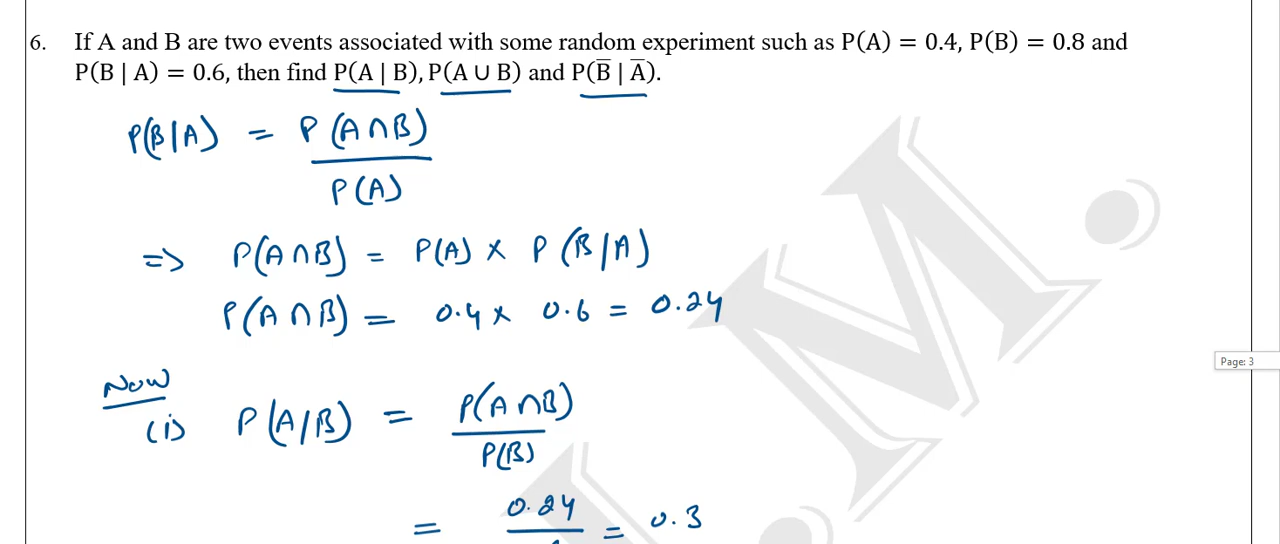 6. If A and B are two events associated with some random experiment such as P(A) = 0.4, P(B) = 0.8 and
P(B | A) = 0.6, then find P(A | B), P(A ∪ B) and P(B̅ | A̅).
P(B|A) = P(A∩B)
P(A)
=> P(A∩B) = P(A) × P(B/A)
P(A∩B) = 0.4 × 0.6 = 0.24
Page: 3
Now
(i) P(A/B) = P(A∩B)
P(B)
= 0.24 = 0.3
M.